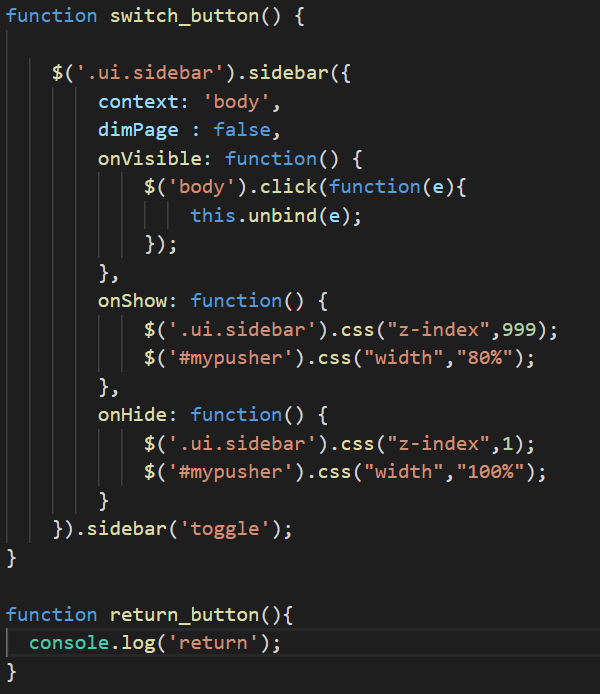 function switch_button() {
$('.ui.sidebar').sidebar({
context: 'body',
dimPage : false,
onVisible: function() {
$('body').click(function(e){
this.unbind(e);
});
},
onShow: function() {
$('.ui.sidebar').css("z-index",999);
$('#mypusher').css("width","80%");
},
onHide: function() {
$('.ui.sidebar').css("z-index",1);
$('#mypusher').css("width","100%");
}
}).sidebar('toggle');
}
function return_button(){
console.log('return');
}